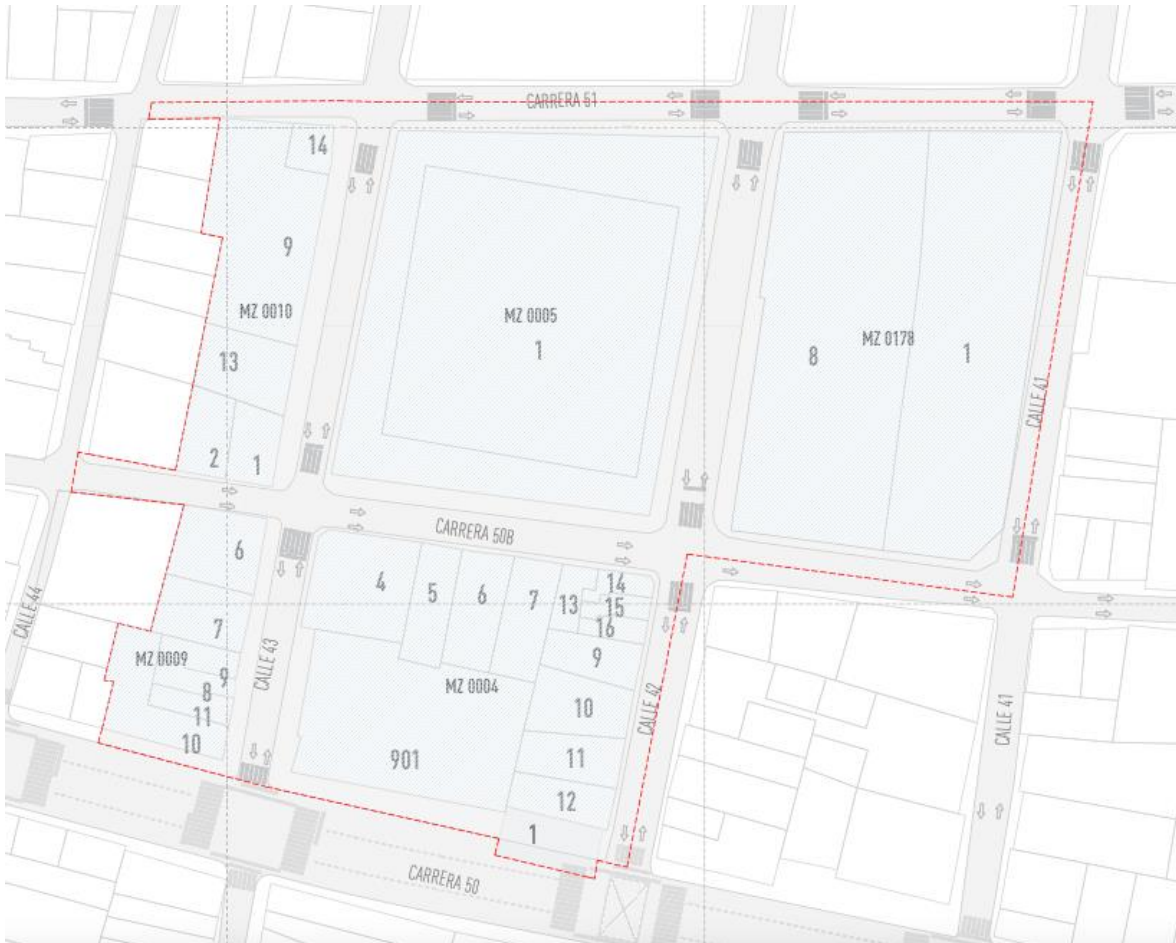 CARRERA 51
14
9
MZ 0010
13
2
1
MZ 0005
1
8
MZ 0178
1
CALLE 41
CARRERA 50B
CALLE 44
6
7
MZ 0009
9
8
11
10
CALLE 43
4
5
6
7
13
14
15
16
9
MZ 0004
10
11
12
901
1
CALLE 42
CALLE 41
CARRERA 50